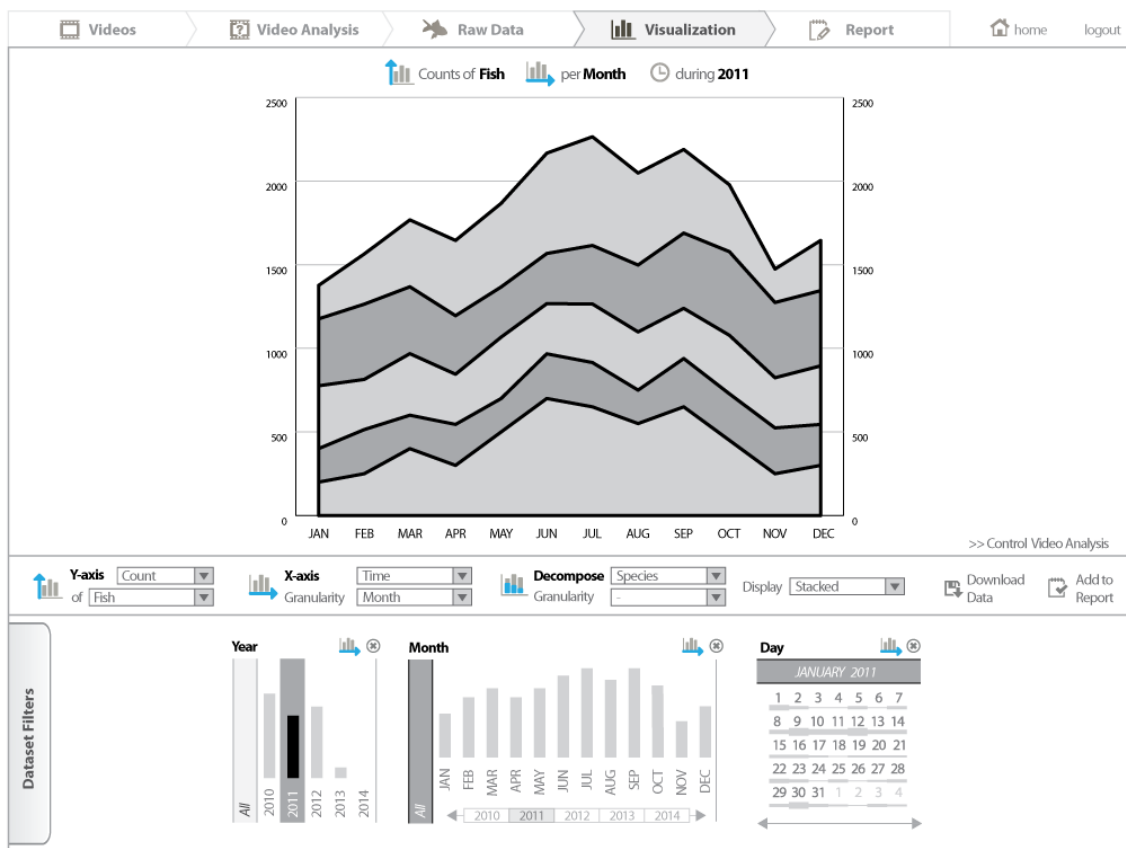 Videos Video Analysis Raw Data Visualization Report home logout
Counts of Fish per Month during 2011
2500 2500
2000 2000
1500 1500
1000 1000
500 500
0 0
JAN FEB MAR APR MAY JUN JUL AUG SEP OCT NOV DEC
>> Control Video Analysis
Y-axis Count
of Fish
X-axis Time
Granularity Month
Decompose Species
Granularity -
Display Stacked
Download
Data
Add to
Report
Dataset Filters
Year
All 2010 2011 2012 2013 2014
Month
All JAN FEB MAR APR MAY JUN JUL AUG SEP OCT NOV DEC
2010 2011 2012 2013 2014
Day
JANUARY 2011
1 2 3 4 5 6 7
8 9 10 11 12 13 14
15 16 17 18 19 20 21
22 23 24 25 26 27 28
29 30 31 1 2 3 4